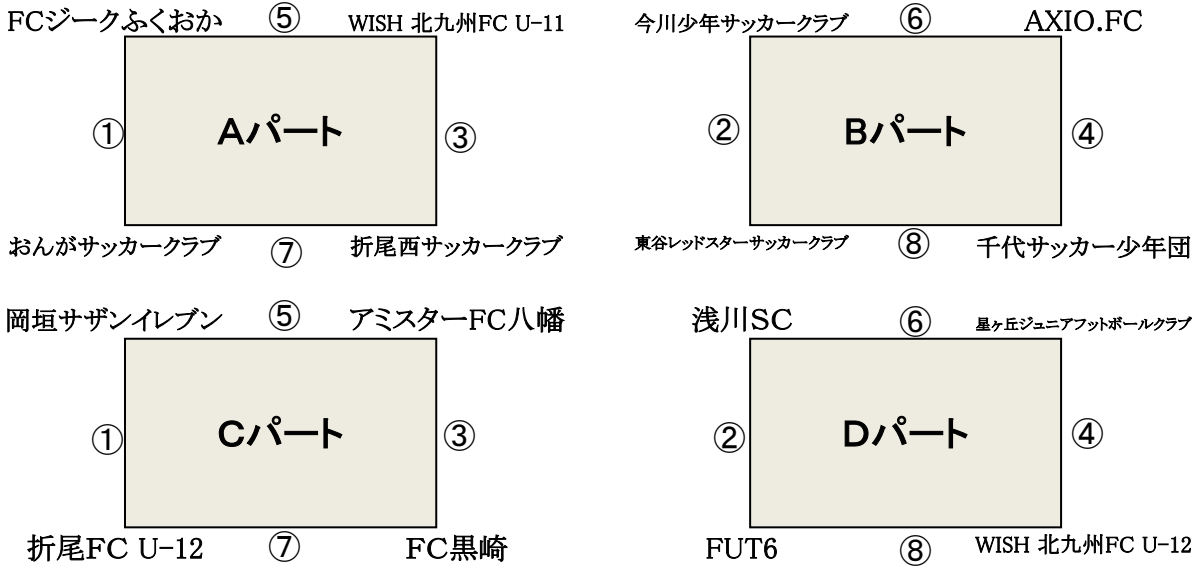 FCジークふくおか ⑤ WISH 北九州FC U-11
今川少年サッカークラブ ⑥ AXIO.FC
① Aパート ③
② Bパート ④
おんがサッカークラブ ⑦ 折尾西サッカークラブ
東谷レッドスターサッカークラブ ⑧ 千代サッカー少年団
岡垣サザンイレブン ⑤ アミスターFC八幡
浅川SC ⑥ 星ヶ丘ジュニアフットボールクラブ
① Cパート ③
② Dパート ④
折尾FC U-12 ⑦ FC黒崎
FUT6 ⑧ WISH 北九州FC U-12